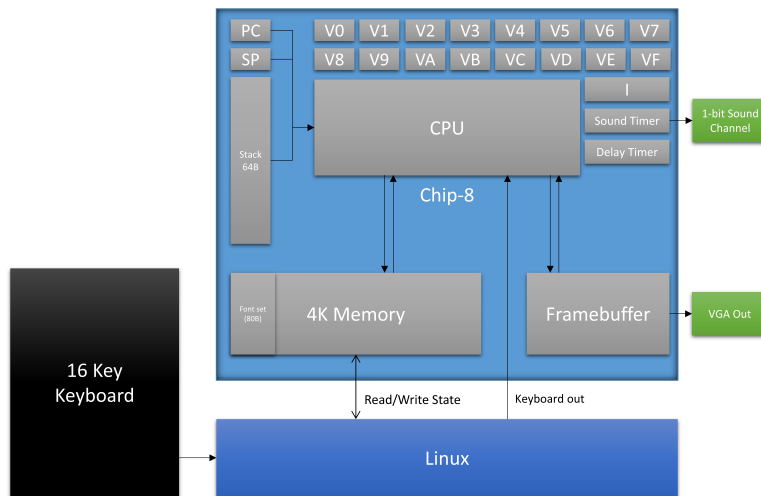 PC
V0 V1 V2 V3 V4 V5 V6 V7
SP
V8 V9 VA VB VC VD VE VF
I
Stack
64B
CPU
Sound Timer
1-bit Sound
Channel
Delay Timer
Chip-8
Font set
(80B)
4K Memory
Framebuffer
VGA Out
16 Key
Keyboard
Read/Write State
Keyboard out
Linux